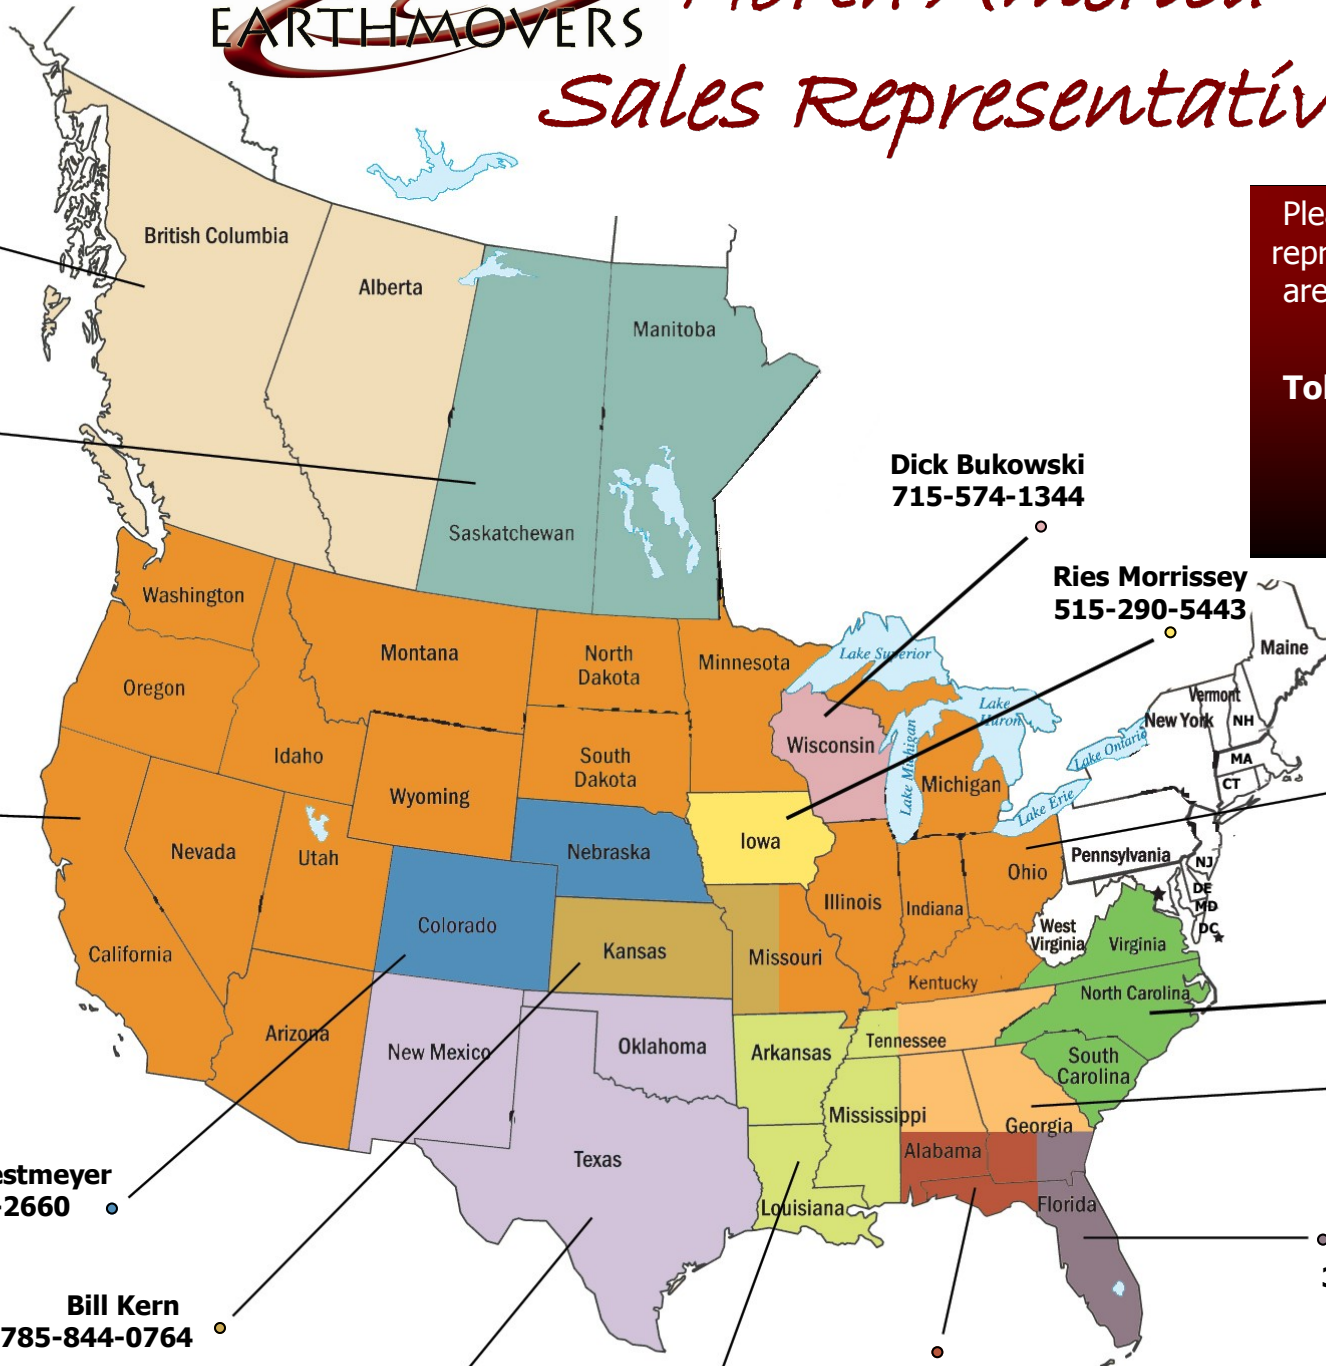 North America
EARTHMOVERS
Sales Representativ
Ple
repr
are
Tol
British Columbia
Alberta
Manitoba
Saskatchewan
Dick Bukowski
715-574-1344
Ries Morrissey
515-290-5443
Washington
Montana
North
Dakota
Minnesota
Lake Superior
Maine
Oregon
Vermont
New York
NH
Lake
Huron
Idaho
South
Dakota
Wisconsin
Lake Michigan
Michigan
Lake Ontario
MA
CT
Wyoming
Lake Erie
Nevada
Utah
Nebraska
Iowa
Ohio
Pennsylvania
NJ
DE
MD
DC
Colorado
Illinois
Indiana
West
Virginia
Virginia
California
Kansas
Missouri
Kentucky
North Carolina
Arizona
New Mexico
Oklahoma
Arkansas
Tennessee
South
Carolina
Mississippi
Georgia
Alabama
Texas
Louisiana
Florida
estmeyer
-2660
Bill Kern
785-844-0764